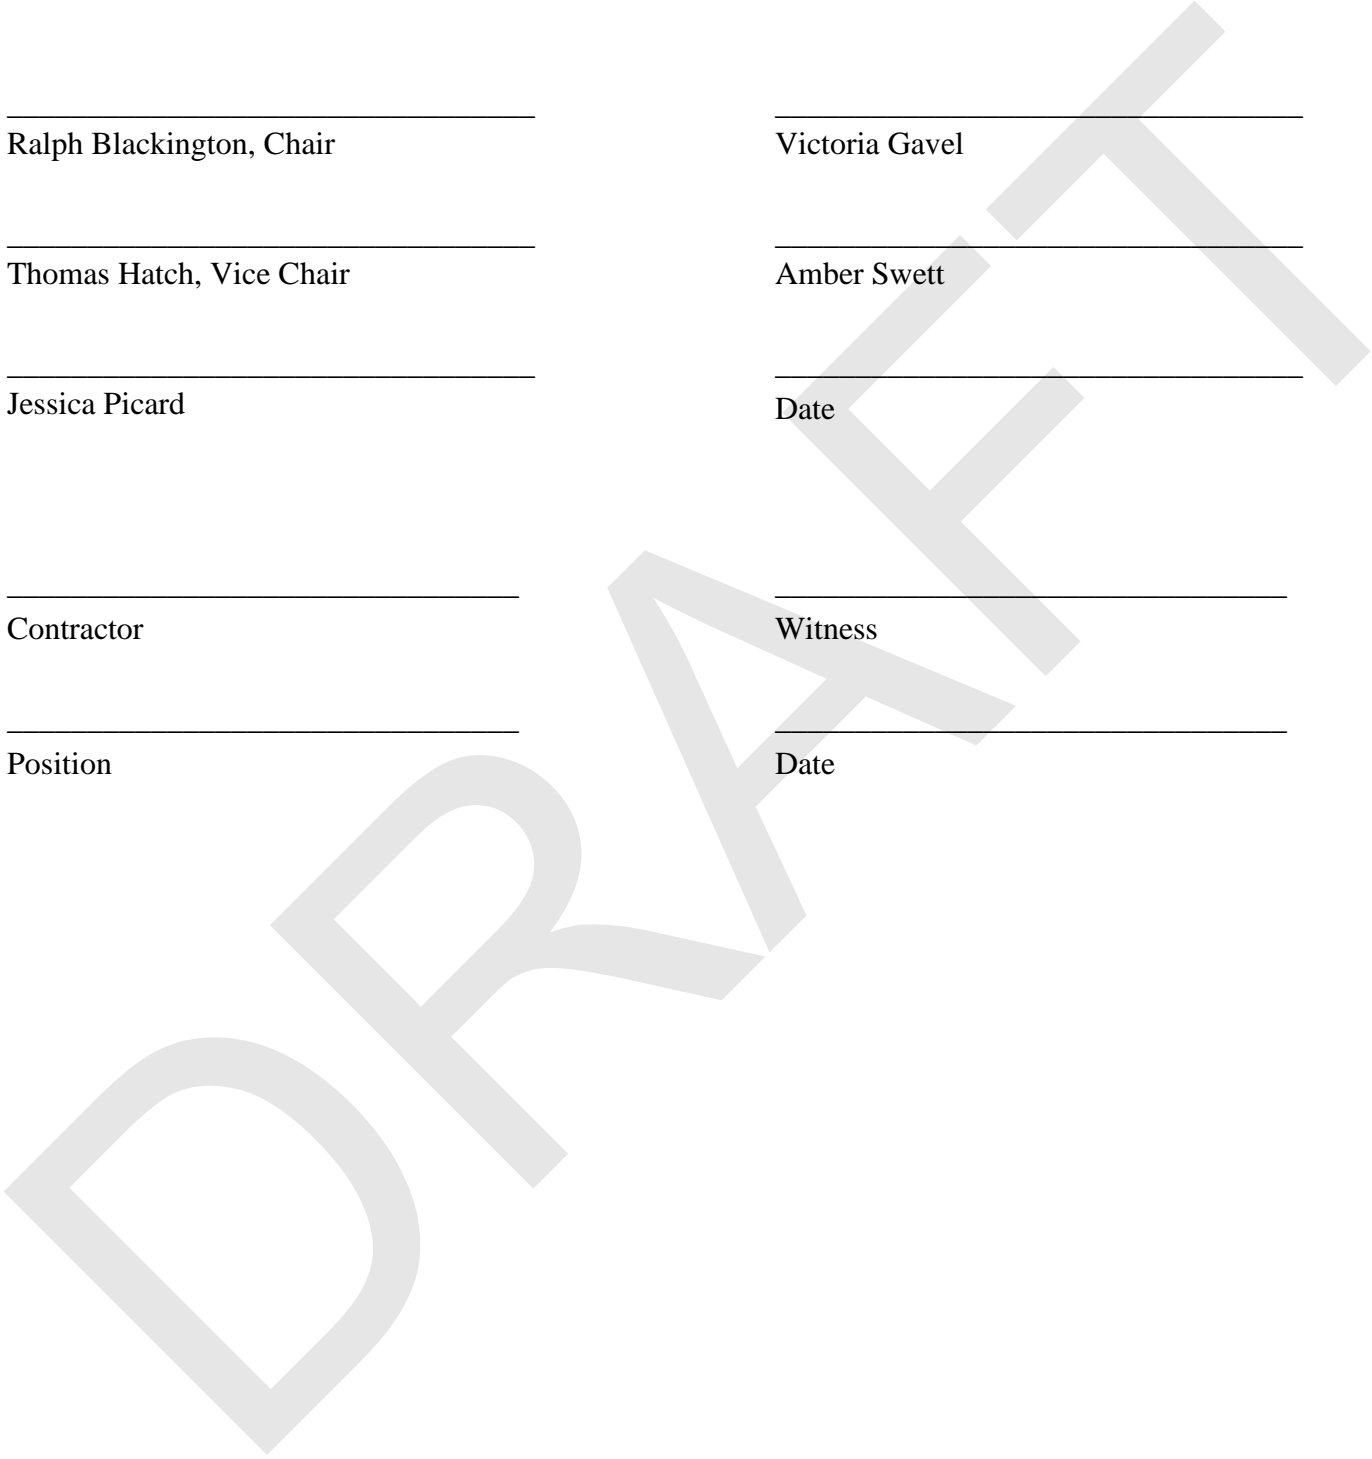 Ralph Blackington, Chair Victoria Gavel
Thomas Hatch, Vice Chair Amber Swett
Jessica Picard Date
Contractor Witness
Position Date
DRAFT